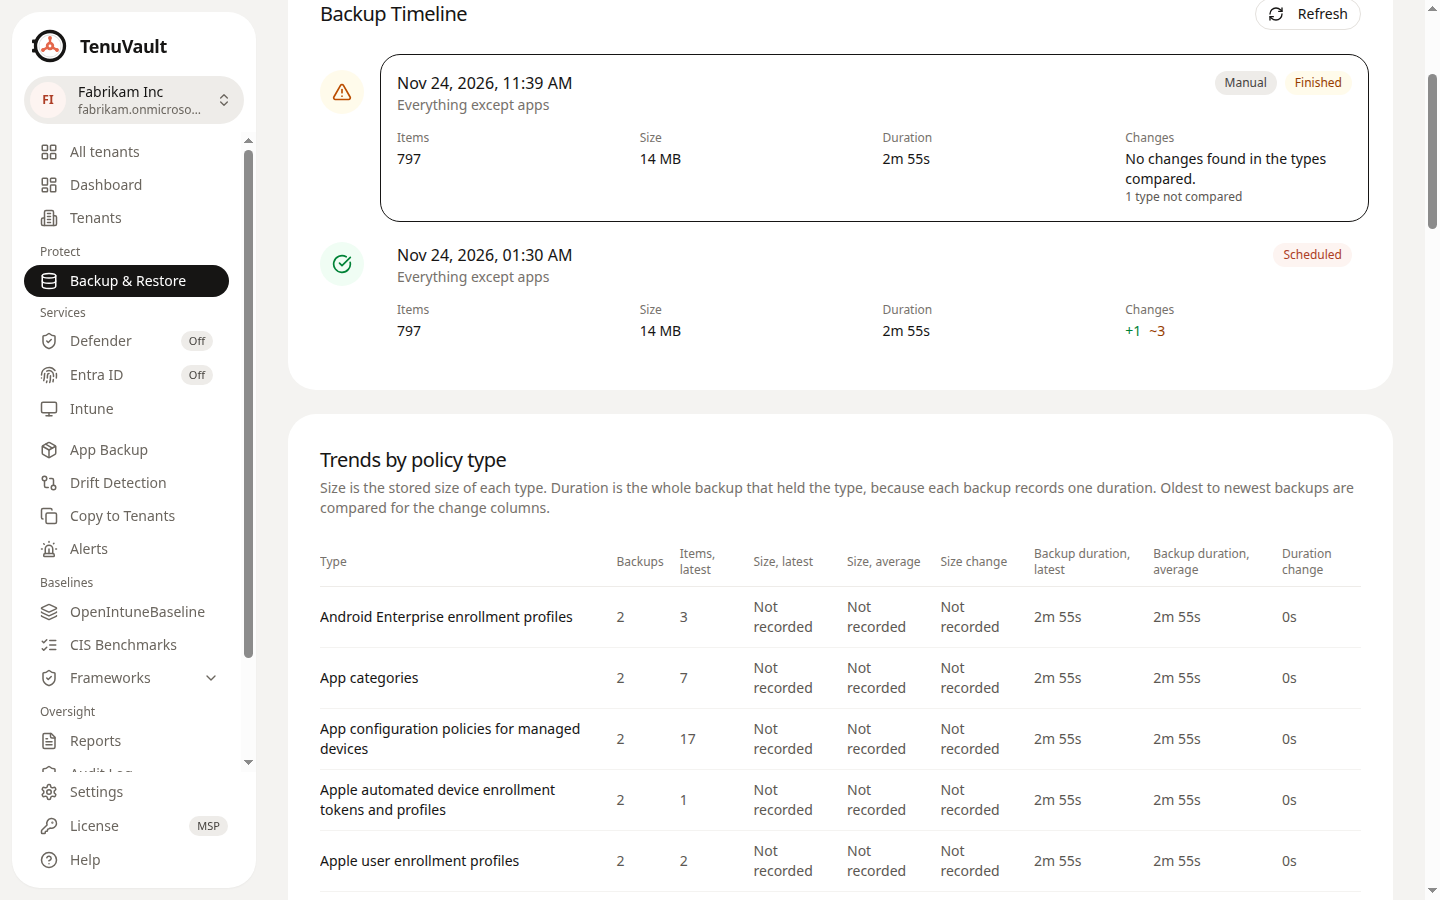 TenuVault
FI
Fabrikam Inc
fabrikam.onmicroso...
All tenants
Dashboard
Tenants
Protect
Backup & Restore
Services
Defender Off
Entra ID Off
Intune
App Backup
Drift Detection
Copy to Tenants
Alerts
Baselines
OpenIntuneBaseline
CIS Benchmarks
Frameworks
Oversight
Reports
Audit Log
Settings
License MSP
Help
Backup Timeline
Refresh
Nov 24, 2026, 11:39 AM
Manual Finished
Everything except apps
Items Size Duration Changes
797 14 MB 2m 55s No changes found in the types
compared.
1 type not compared
Nov 24, 2026, 01:30 AM
Scheduled
Everything except apps
Items Size Duration Changes
797 14 MB 2m 55s +1 ~3
Trends by policy type
Size is the stored size of each type. Duration is the whole backup that held the type, because each backup records one duration. Oldest to newest backups are
compared for the change columns.
Type Backups Items, latest Size, latest Size, average Size change Backup duration, latest Backup duration, average Duration change
Android Enterprise enrollment profiles 2 3 Not recorded Not recorded Not recorded 2m 55s 2m 55s 0s
App categories 2 7 Not recorded Not recorded Not recorded 2m 55s 2m 55s 0s
App configuration policies for managed devices 2 17 Not recorded Not recorded Not recorded 2m 55s 2m 55s 0s
Apple automated device enrollment tokens and profiles 2 1 Not recorded Not recorded Not recorded 2m 55s 2m 55s 0s
Apple user enrollment profiles 2 2 Not recorded Not recorded Not recorded 2m 55s 2m 55s 0s